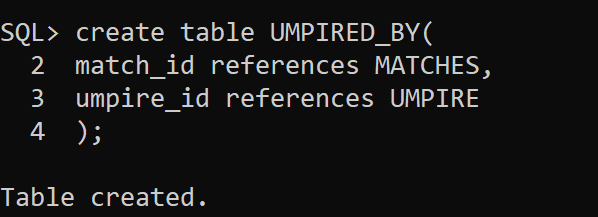 SQL> create table UMPIRED_BY(
  2  match_id references MATCHES,
  3  umpire_id references UMPIRE
  4  );
Table created.